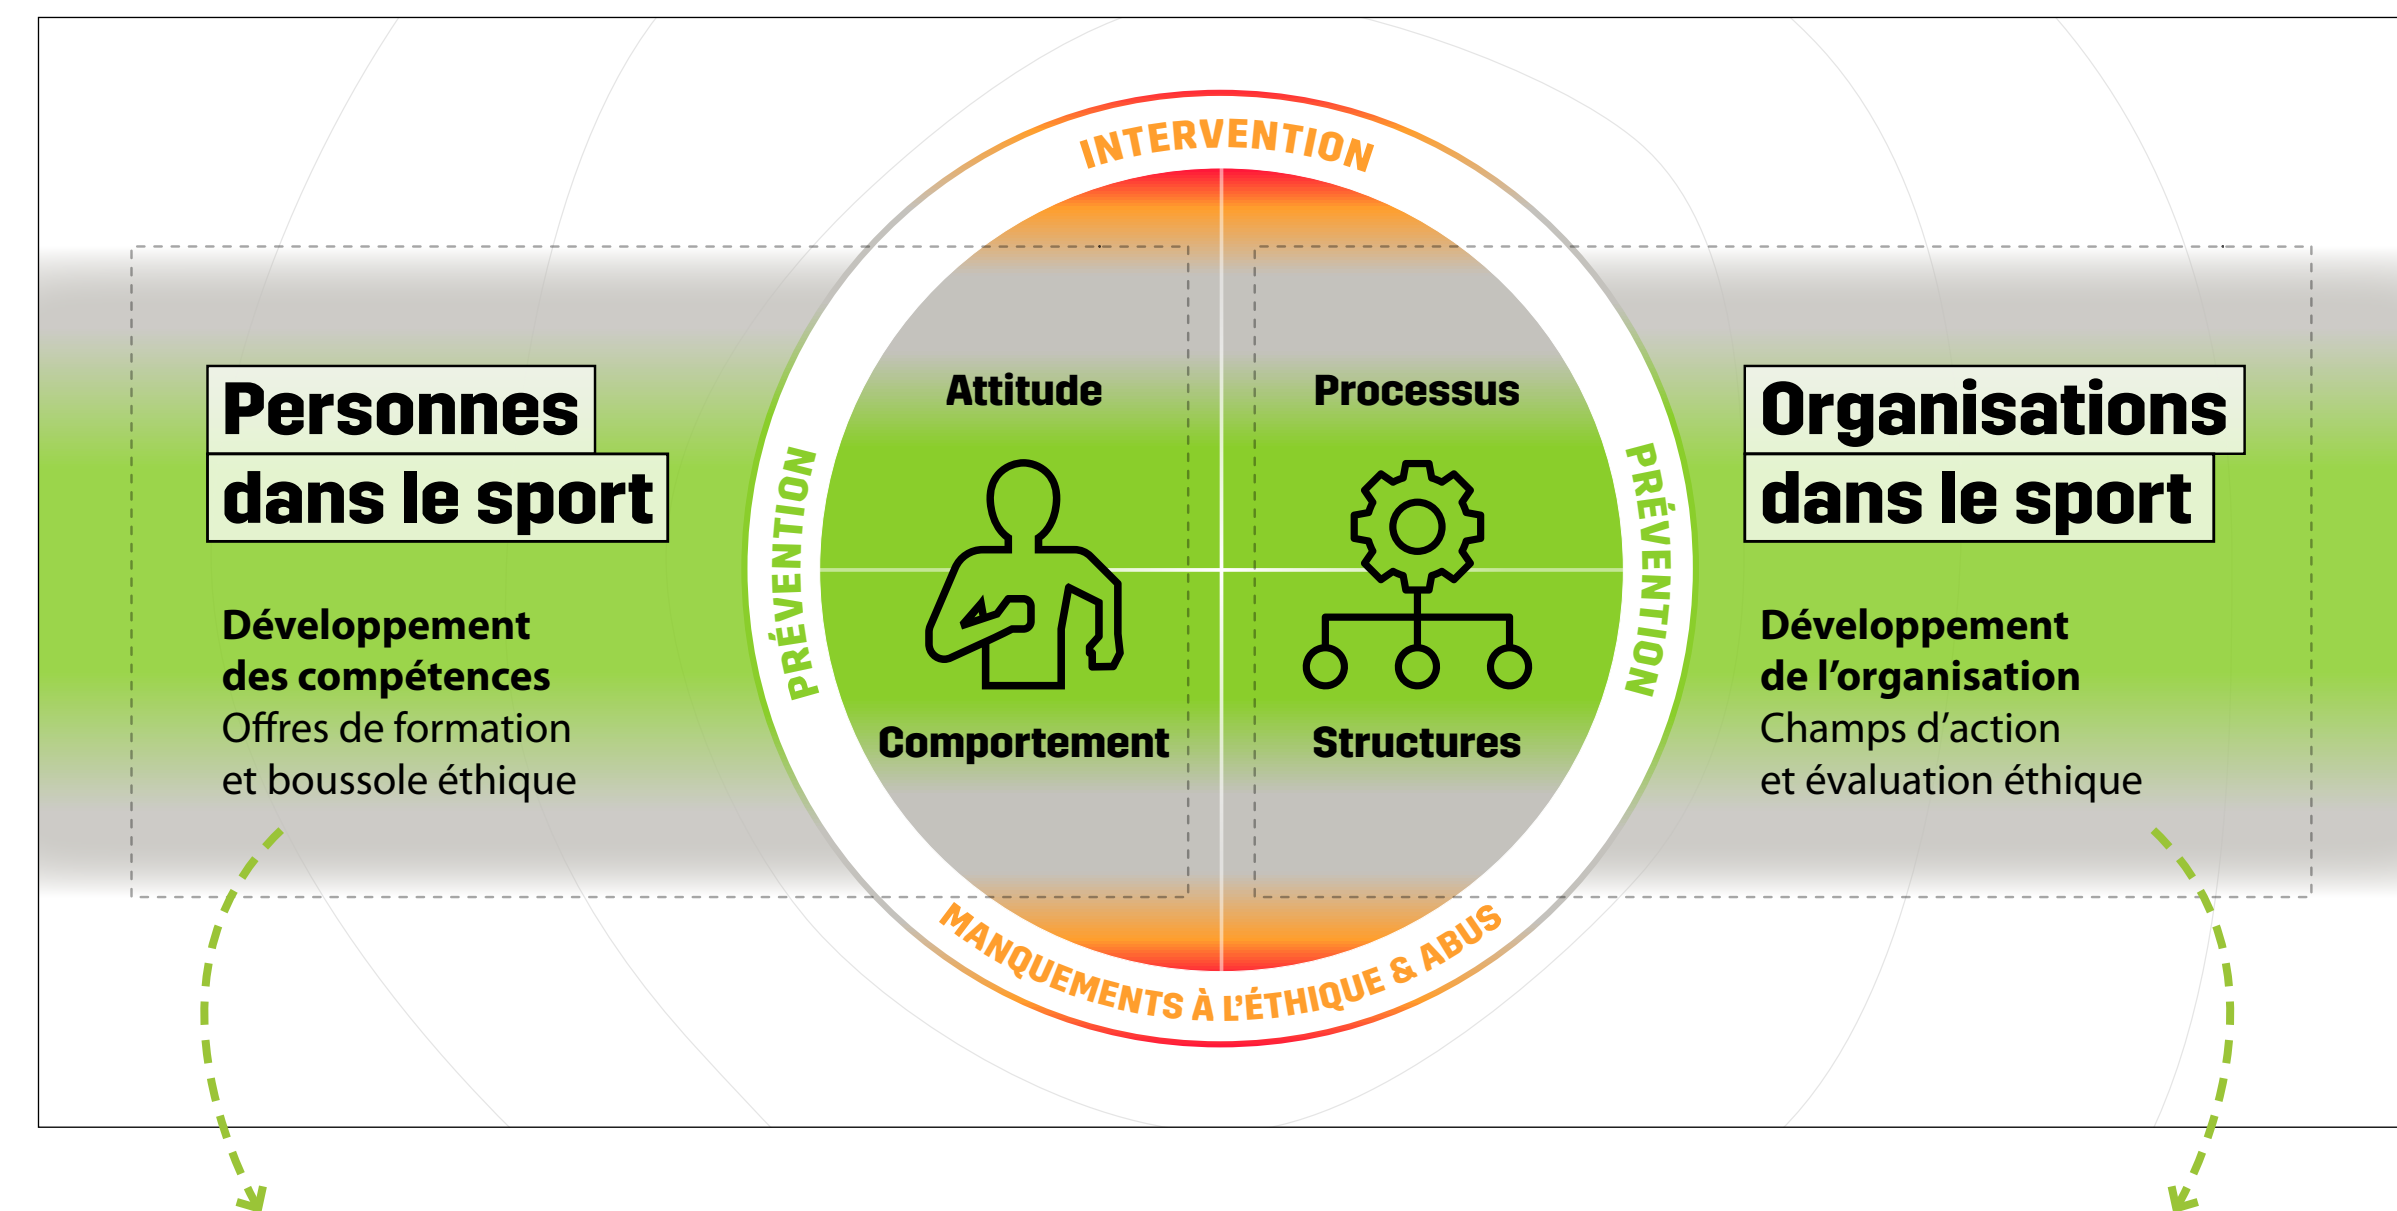 INTERVENTION
Personnes
dans le sport
Développement
des compétences
Offres de formation
et boussole éthique
PRÉVENTION
Attitude
Comportement
Processus
Structures
PRÉVENTION
Organisations
dans le sport
Développement
de l’organisation
Champs d’action
et évaluation éthique
MANQUEMENTS À L’ÉTHIQUE & ABUS